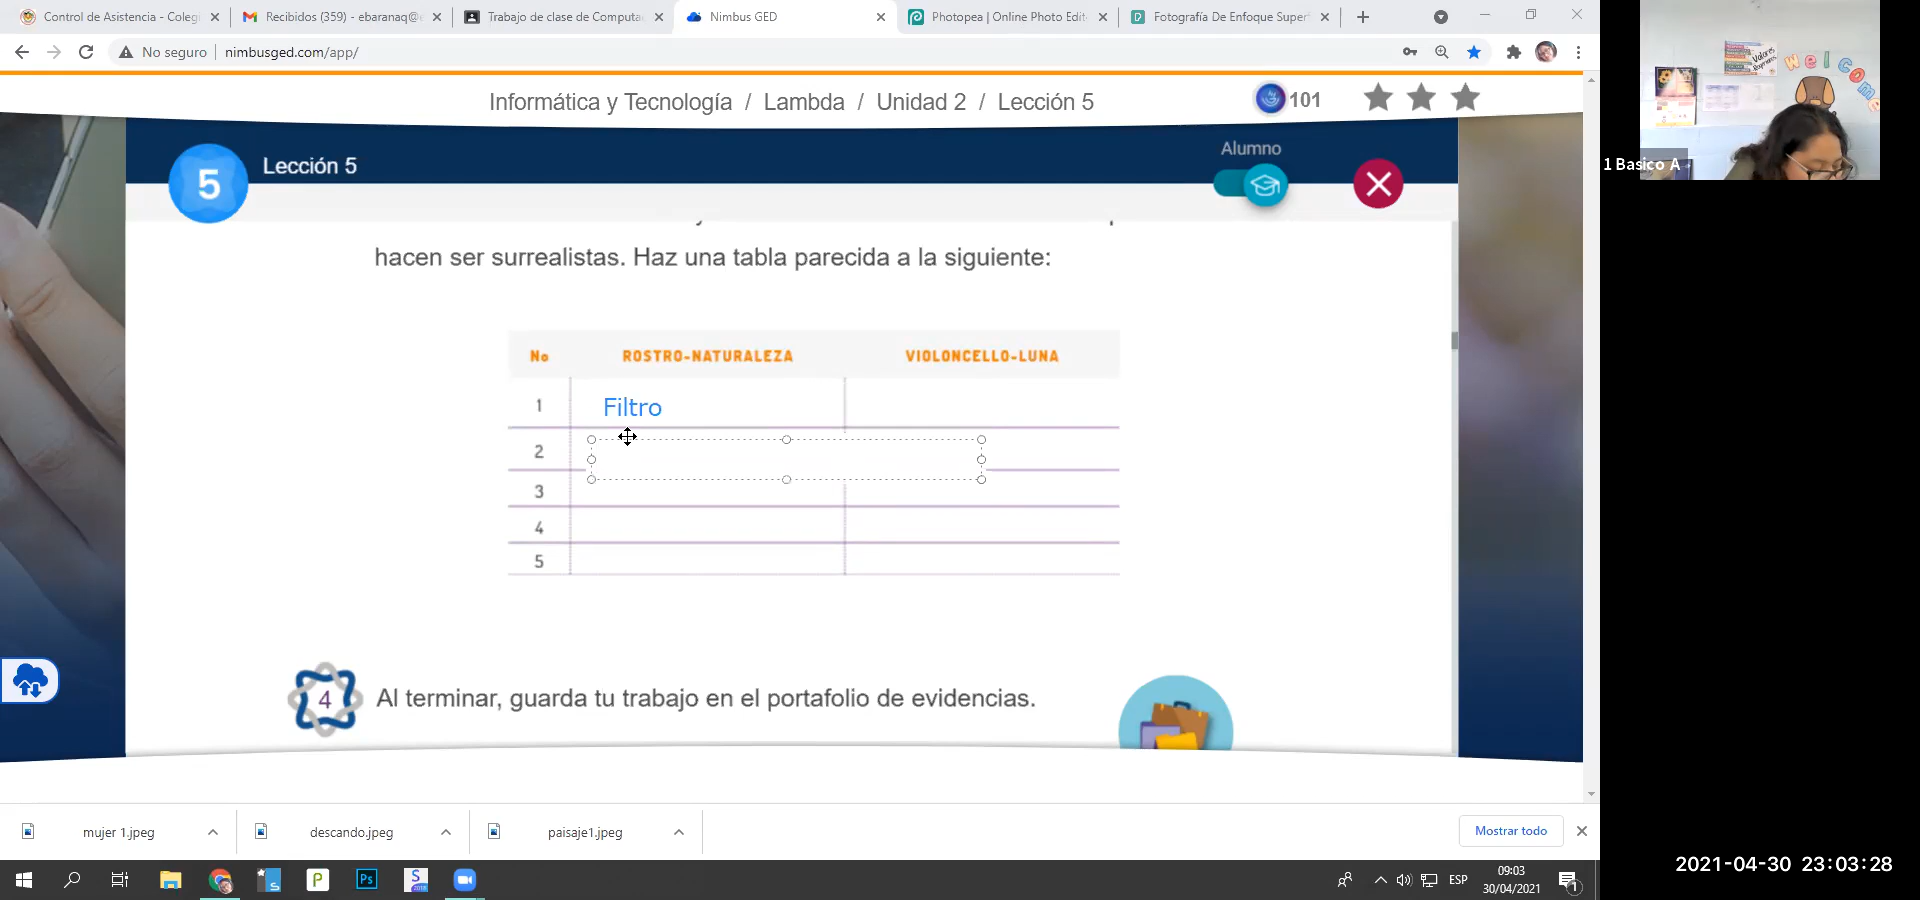 Control de Asistencia - Coleg
Recibidos (359) - ebaranaq@
Trabajo de clase de Computa
Nimbus GED
Photopea | Online Photo Edit
Fotografía De Enfoque Super
No seguro
nimbusged.com/app/
Informática y Tecnología / Lambda / Unidad 2 / Lección 5
101
5
Lección 5
Alumno
hacen ser surrealistas. Haz una tabla parecida a la siguiente:
No ROSTRO-NATURALEZA VIOLONCELLO-LUNA
1 Filtro
2
3
4
5
4 Al terminar, guarda tu trabajo en el portafolio de evidencias.
mujer 1.jpeg
descando.jpeg
paisaje1.jpeg
Mostrar todo
ESP
09:03
30/04/2021
1
Valores
Welcome
1 Basico A
2021-04-30 23:03:28